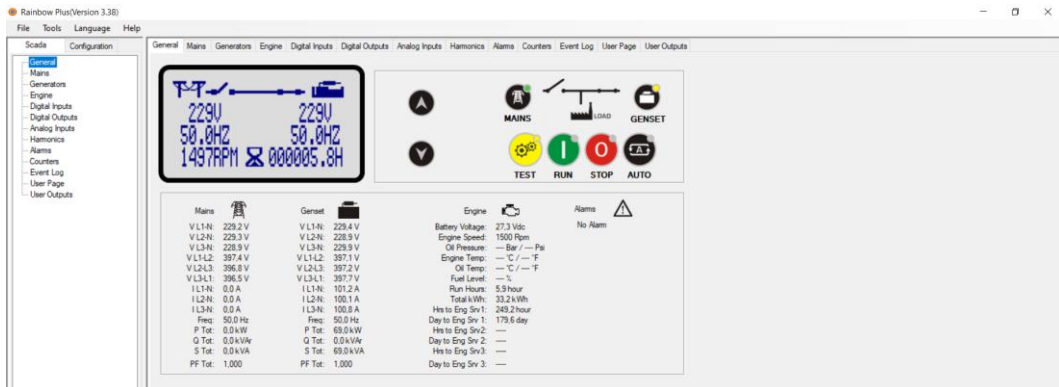 Rainbow Plus(Version 3.38)
File Tools Language Help
Scada Configuration
General
Mains
Generators
Engine
Digital Inputs
Digital Outputs
Analog Inputs
Harmonics
Alarms
Counters
Event Log
User Page
User Outputs
General Mains Generators Engine Digital Inputs Digital Outputs Analog Inputs Harmonics Alarms Counters Event Log User Page User Outputs
229V 229V
50.0HZ 50.0HZ
1497RPM 000005.8H
MAINS LOAD GENSET
TEST RUN STOP AUTO
Mains
V L1-N: 229,2 V
V L2-N: 229,3 V
V L3-N: 228,9 V
V L1-L2: 397,4 V
V L2-L3: 396,8 V
V L3-L1: 396,5 V
I L1-N: 0,0 A
I L2-N: 0,0 A
I L3-N: 0,0 A
Freq: 50.0 Hz
P Tot: 0,0 kW
Q Tot: 0,0 kVAr
S Tot: 0,0 kVA
PF Tot: 1,000
Genset
V L1-N: 229,4 V
V L2-N: 228,9 V
V L3-N: 229,9 V
V L1-L2: 397,1 V
V L2-L3: 397,2 V
V L3-L1: 397,7 V
I L1-N: 101,2 A
I L2-N: 100,1 A
I L3-N: 100,8 A
Freq: 50,0 Hz
P Tot: 69,0 kW
Q Tot: 0,0 kVAr
S Tot: 69,0 kVA
PF Tot: 1,000
Engine
Battery Voltage: 27,3 Vdc
Engine Speed: 1500 Rpm
Oil Pressure: --- Bar / --- Psi
Engine Temp: --- °C / --- °F
Oil Temp: --- °C / --- °F
Fuel Level: --- %
Run Hours: 5,9 hour
Total kWh: 33,2 kWh
Hrs to Eng Srv1: 249,2 hour
Day to Eng Srv 1: 179,6 day
Hrs to Eng Srv2: ----
Day to Eng Srv 2: ----
Hrs to Eng Srv3: ----
Day to Eng Srv 3: ----
Alarms
No Alarm